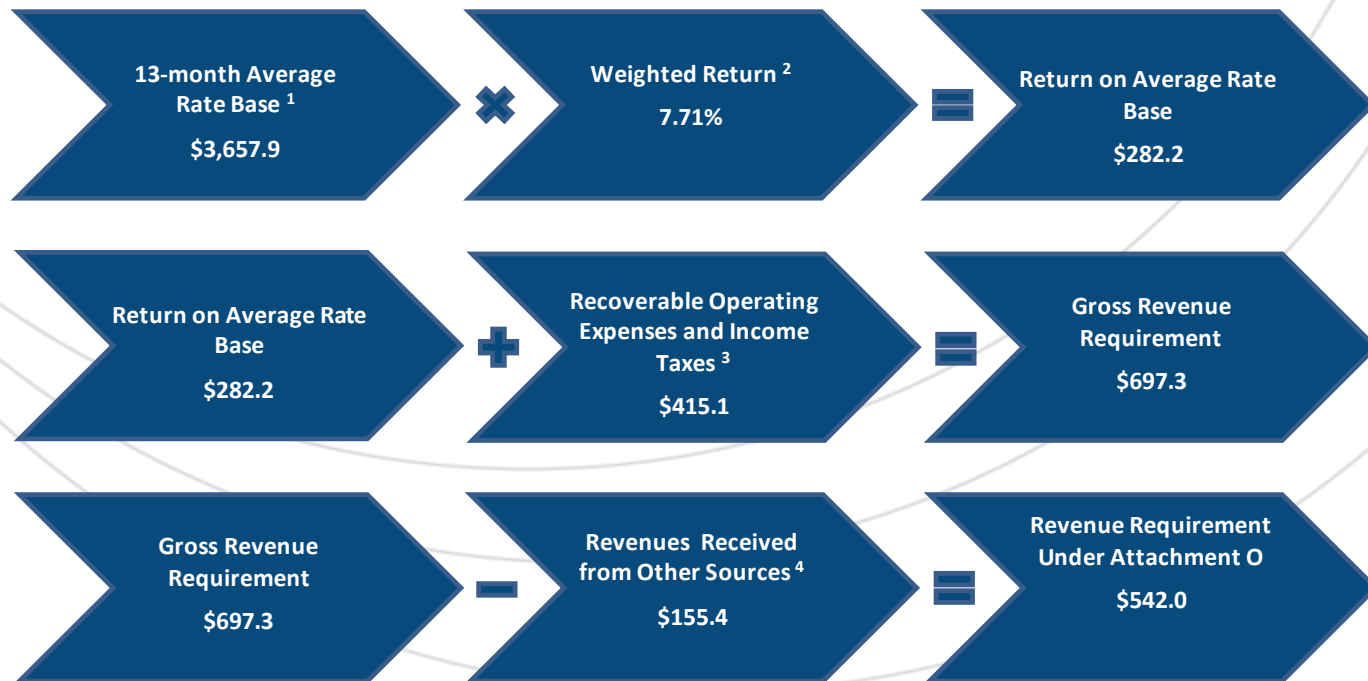 13-month Average
Rate Base 1
$3,657.9
Weighted Return 2
7.71%
Return on Average Rate
Base
$282.2
Return on Average Rate
Base
$282.2
Recoverable Operating
Expenses and Income
Taxes 3
$415.1
Gross Revenue
Requirement
$697.3
Gross Revenue
Requirement
$697.3
Revenues Received
from Other Sources 4
$155.4
Revenue Requirement
Under Attachment O
$542.0